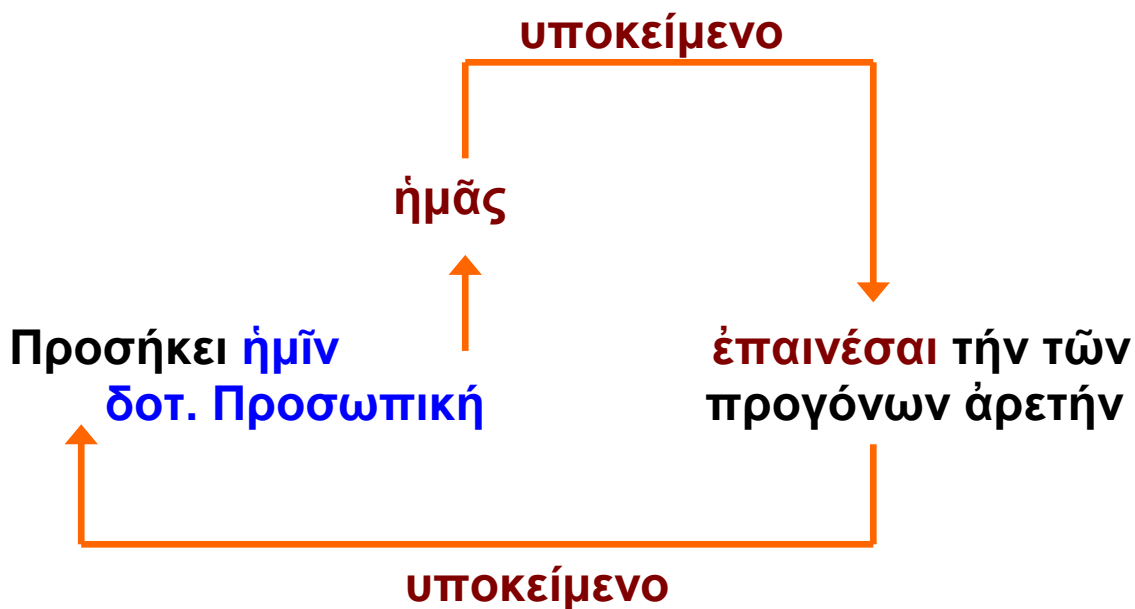 υποκείμενο
ἡμᾶς
Προσήκει ἡμῖν
δοτ. Προσωπική
ἐπαινέσαι τήν τῶν
προγόνων ἀρετήν
υποκείμενο